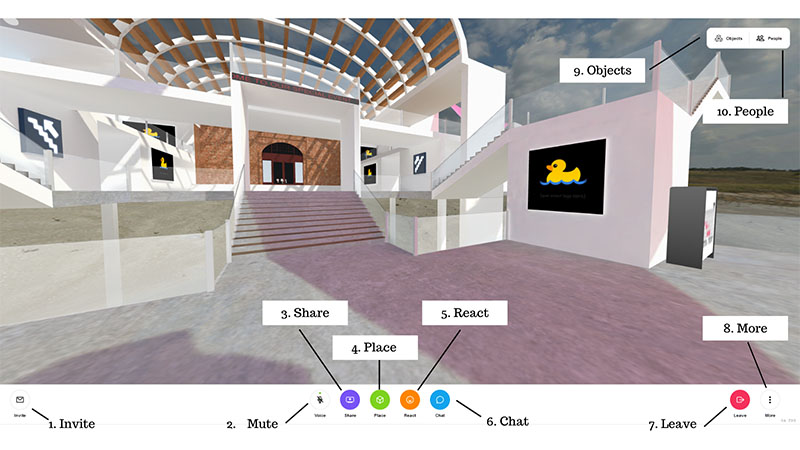 Objects
People
9. Objects
10. People
3. Share
5. React
4. Place
8. More
Invite
Voice
Share
Place
React
Chat
Leave
More
1. Invite
2. Mute
6. Chat
7. Leave